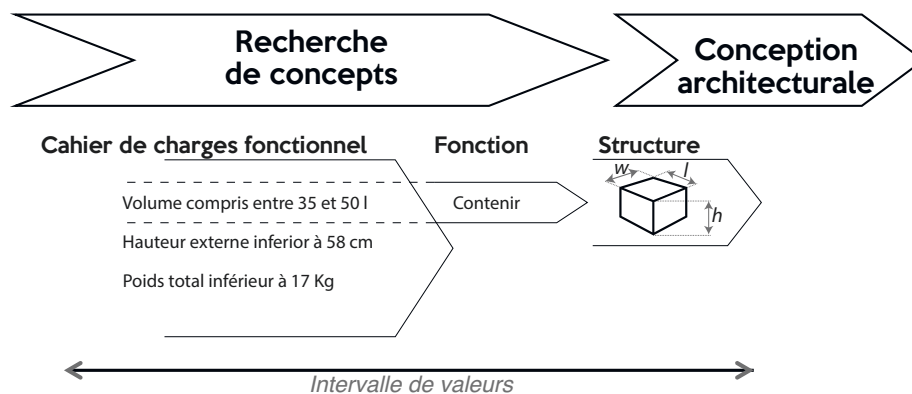 Recherche
de concepts
Conception
architecturale
Cahier de charges fonctionnel
Fonction
Structure
Volume compris entre 35 et 50 l
Contenir
w
l
h
Hauteur externe inferior à 58 cm
Poids total inférieur à 17 Kg
Intervalle de valeurs